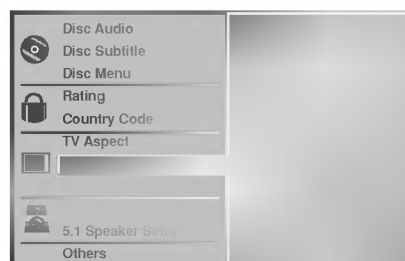 Disc Audio
Disc Subtitle
Disc Menu
Rating
Country Code
TV Aspect
5.1 Speaker Setup
Others